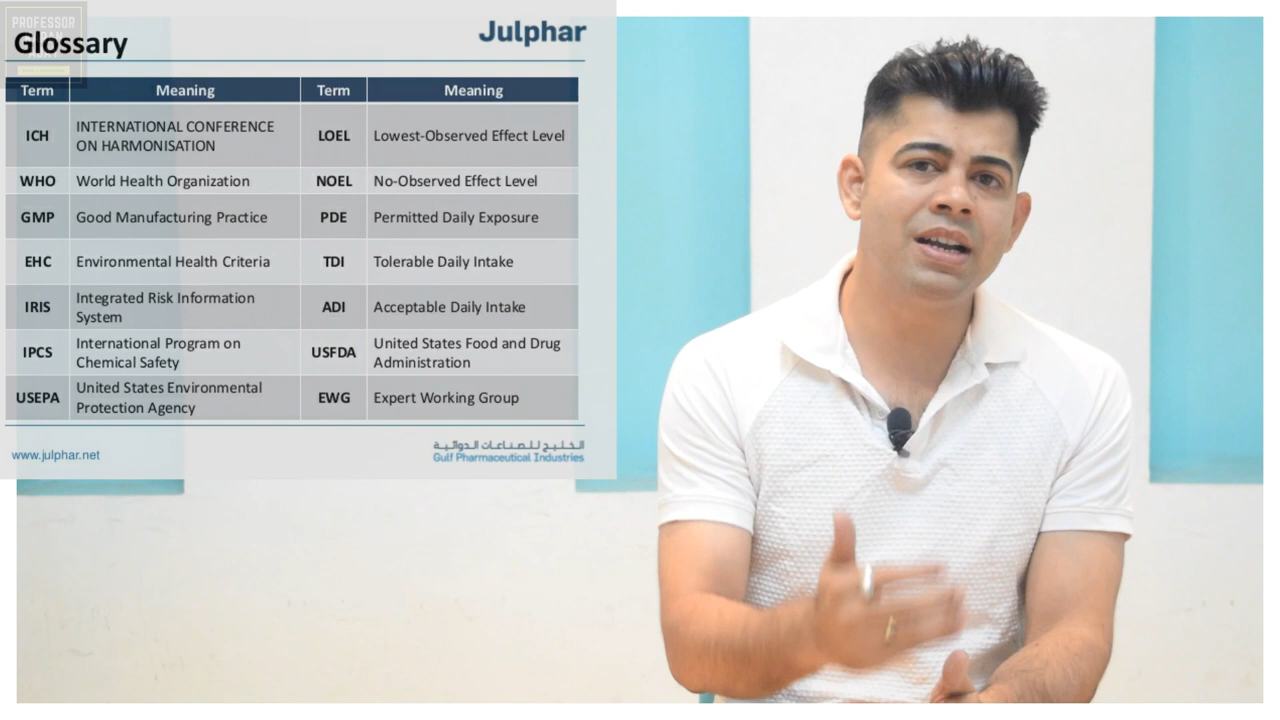 PROFESSOR
Glossary
Julphar
Term Meaning Term Meaning
ICH INTERNATIONAL CONFERENCE ON HARMONISATION LOEL Lowest-Observed Effect Level
WHO World Health Organization NOEL No-Observed Effect Level
GMP Good Manufacturing Practice PDE Permitted Daily Exposure
EHC Environmental Health Criteria TDI Tolerable Daily Intake
IRIS Integrated Risk Information System ADI Acceptable Daily Intake
IPCS International Program on Chemical Safety USFDA United States Food and Drug Administration
USEPA United States Environmental Protection Agency EWG Expert Working Group
www.julphar.net
الخليج للصناعات الدوائية
Gulf Pharmaceutical Industries